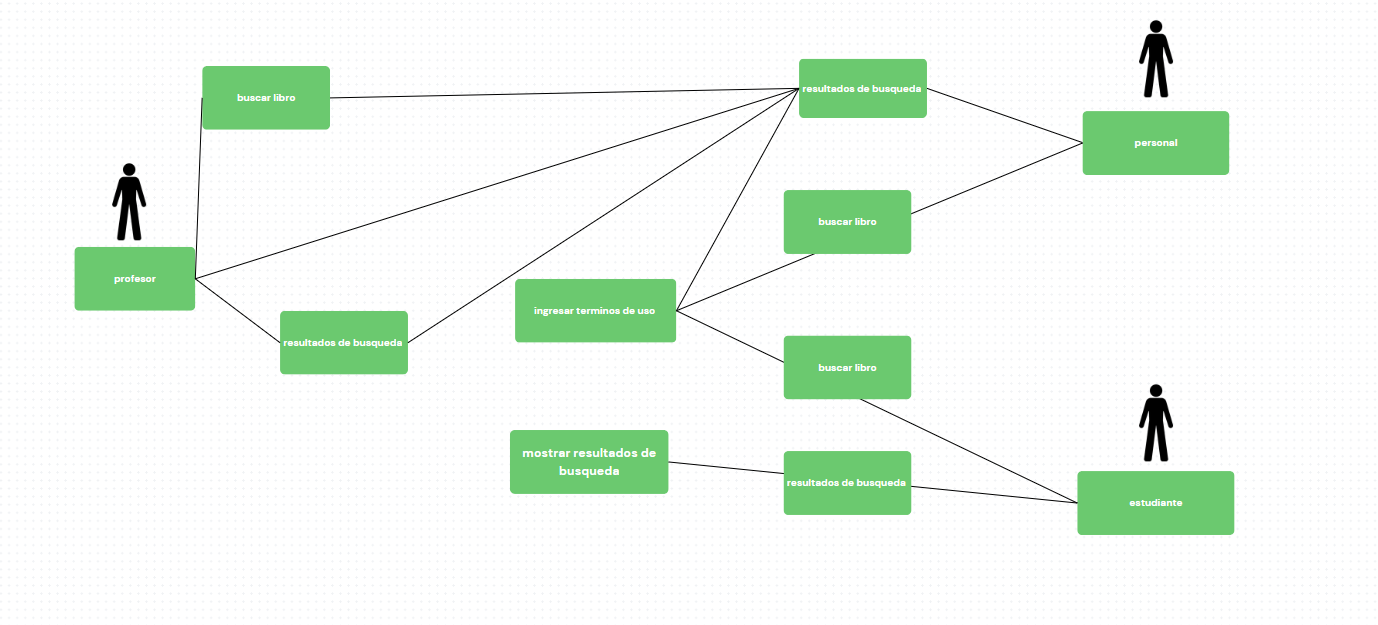 resultados de busqueda
buscar libro
personal
buscar libro
profesor
ingresar terminos de uso
resultados de busqueda
buscar libro
mostrar resultados de
busqueda
resultados de busqueda
estudiante